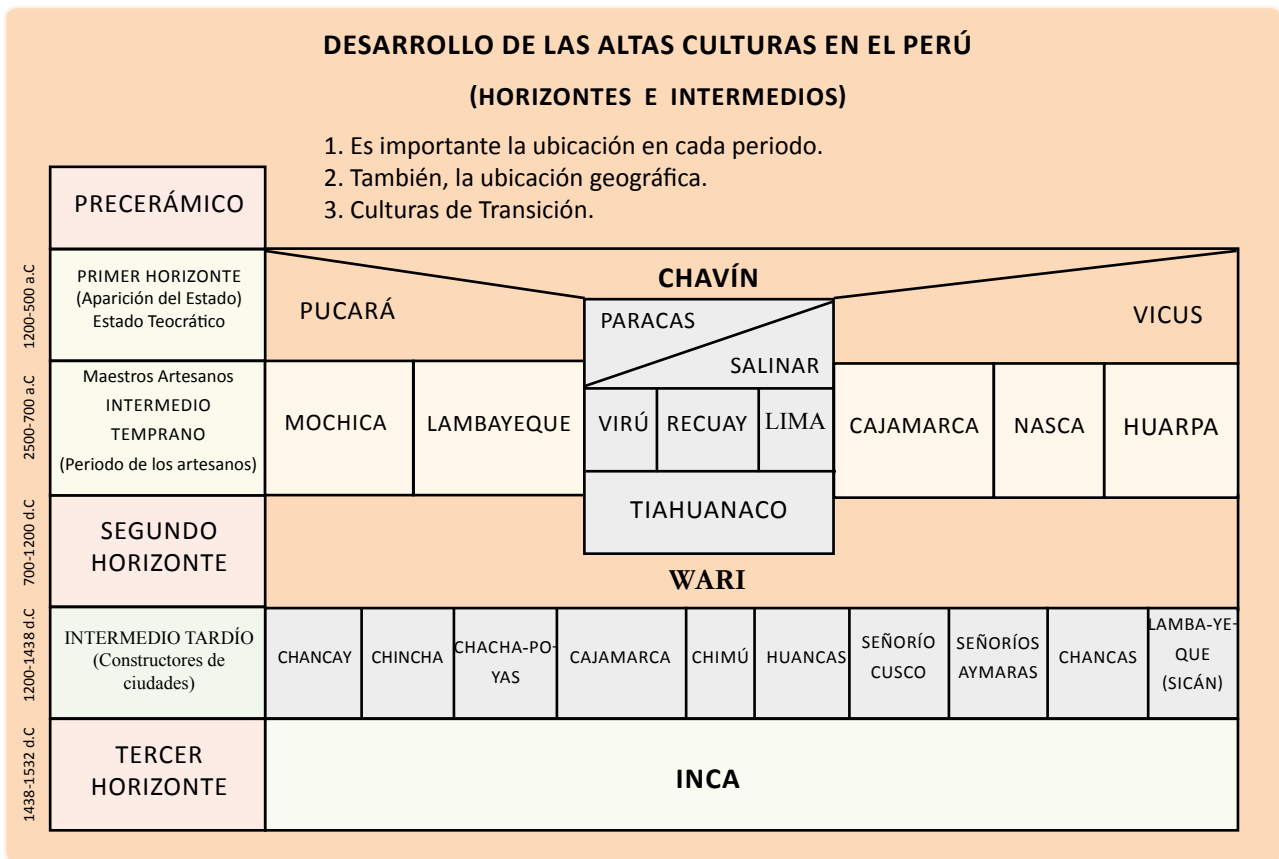 DESARROLLO DE LAS ALTAS CULTURAS EN EL PERÚ
(HORIZONTES E INTERMEDIOS)
1. Es importante la ubicación en cada periodo.
2. También, la ubicación geográfica.
3. Culturas de Transición.
PRECERÁMICO
1200-500 a.C
PRIMER HORIZONTE
(Aparición del Estado)
Estado Teocrático
CHAVÍN
PUCARÁ
PARACAS
SALINAR
VICUS
2500-700 a.C
Maestros Artesanos
INTERMEDIO
TEMPRANO
(Periodo de los artesanos)
MOCHICA
LAMBAYEQUE
VIRÚ
RECUAY
LIMA
CAJAMARCA
NASCA
HUARPA
TIAHUANACO
700-1200 d.C
SEGUNDO
HORIZONTE
WARI
1200-1438 d.C
INTERMEDIO TARDÍO
(Constructores de
ciudades)
CHANCAY
CHINCHA
CHACHA-PO-
YAS
CAJAMARCA
CHIMÚ
HUANCAS
SEÑORÍO
CUSCO
SEÑORÍOS
AYMARAS
CHANCAS
LAMBA-YE-
QUE
(SICÁN)
1438-1532 d.C
TERCER
HORIZONTE
INCA